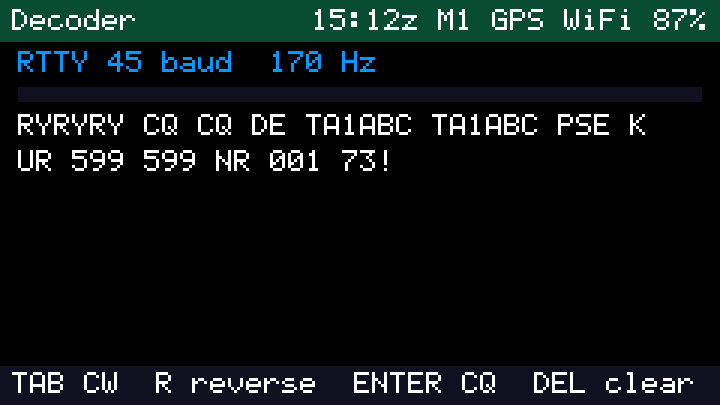 Decoder 15:12z M1 GPS WiFi 87%
RTTY 45 baud 170 Hz
RYRYRY CQ CQ DE TA1ABC TA1ABC PSE K
UR 599 599 NR 001 73!
TAB CW R reverse ENTER CQ DEL clear